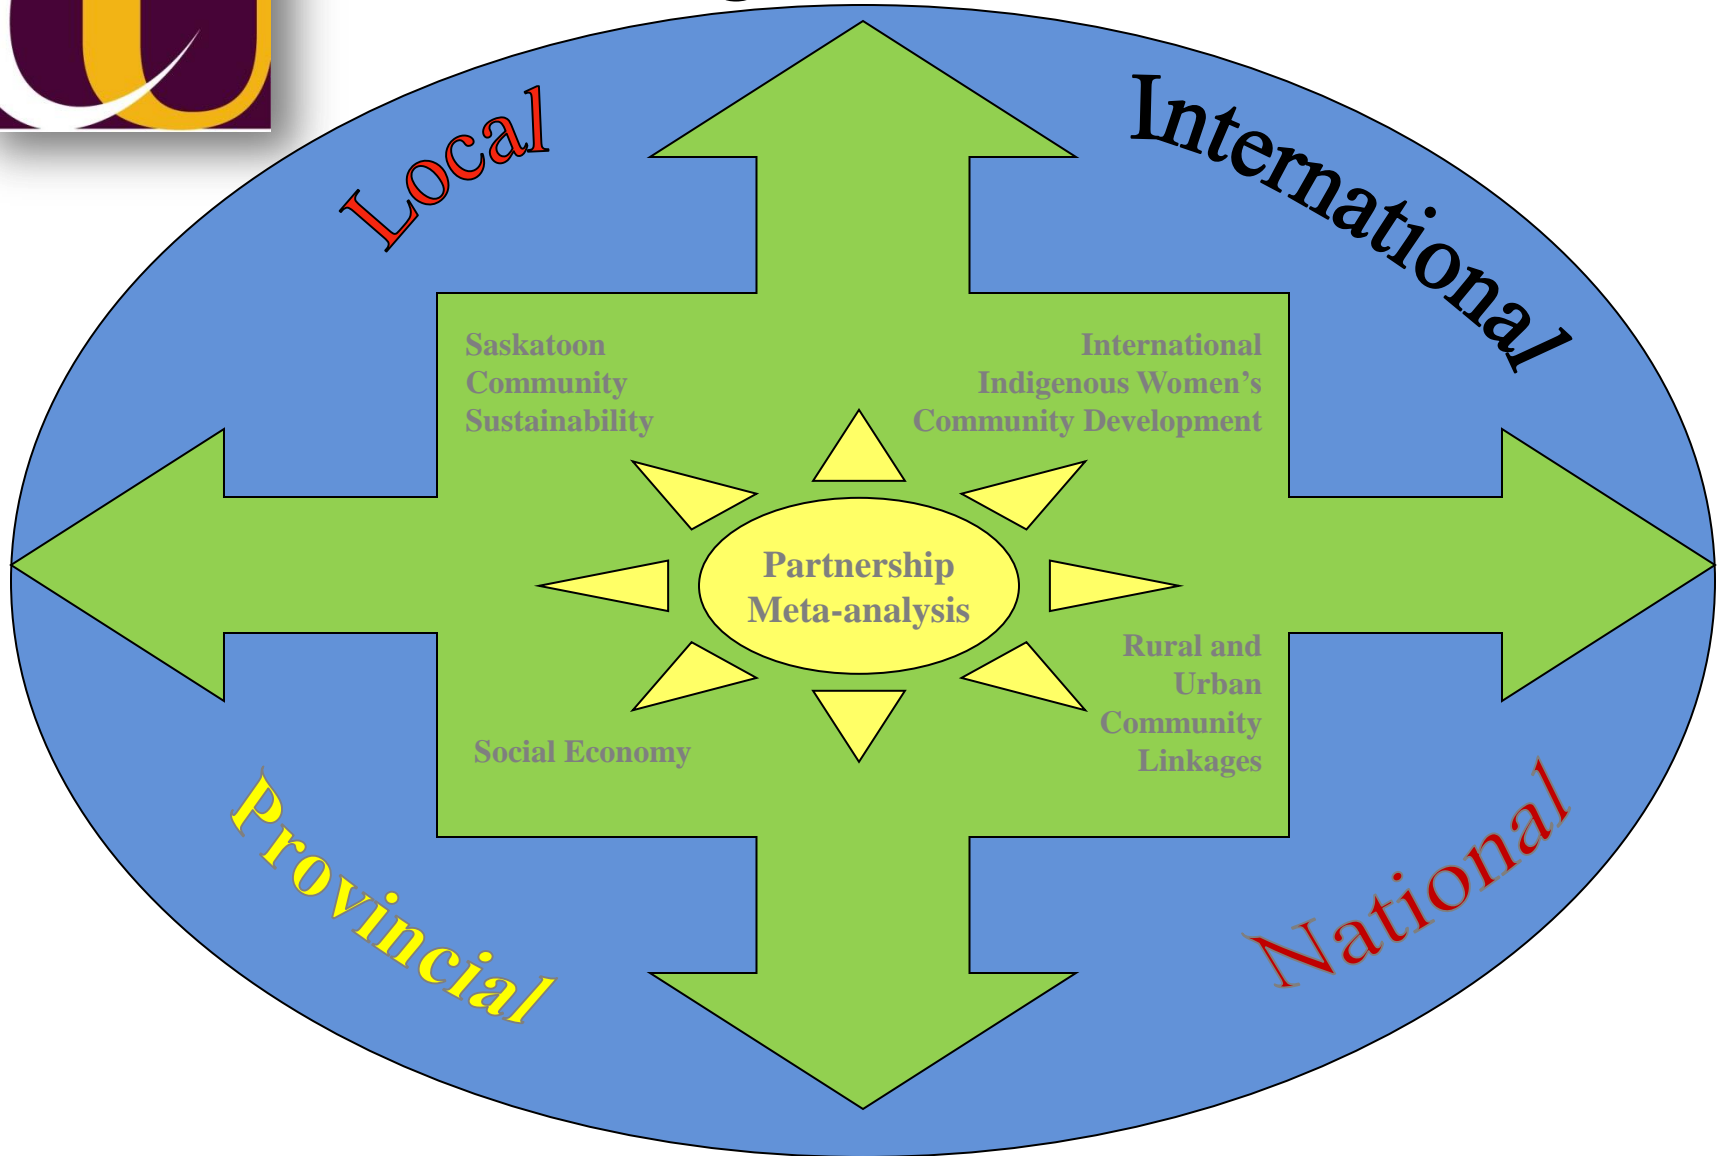 Local
International
Saskatoon
Community
Sustainability
International
Indigenous Women’s
Community Development
Partnership
Meta-analysis
Rural and
Urban
Community
Linkages
Social Economy
Provincial
National